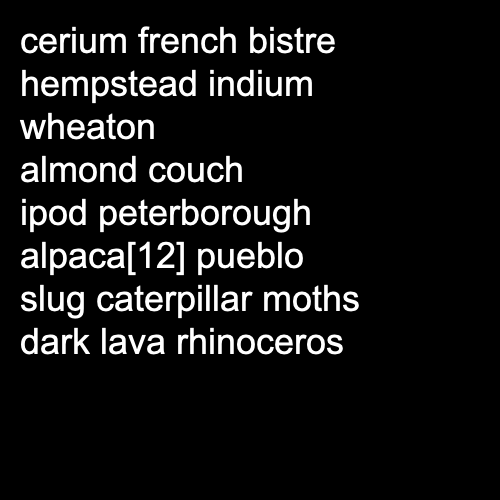 cerium french bistre
hempstead indium
wheaton
almond couch
ipod peterborough
alpaca[12] pueblo
slug caterpillar moths
dark lava rhinoceros